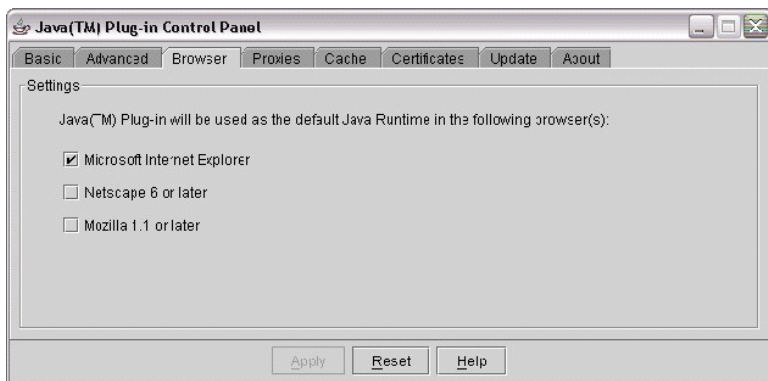 Java(TM) Plug-in Control Panel
Basic Advanced Browser Proxies Cache Certificates Update About
Settings
Java(TM) Plug-in will be used as the default Java Runtime in the following browser(s):
Microsoft Internet Explorer
Netscape 6 or later
Mozilla 1.1 or later
Apply Reset Help